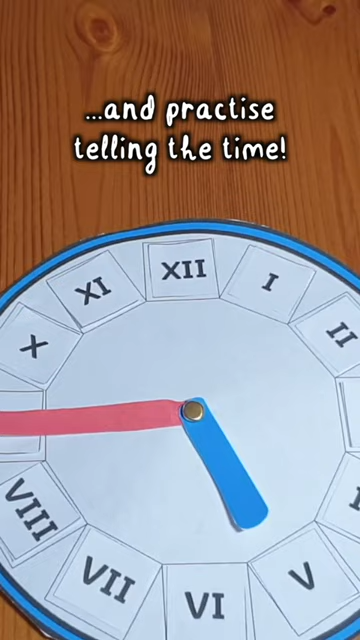 ...and practise
telling the time!
XII
XI
I
X
II
VIII
VII
VI
V